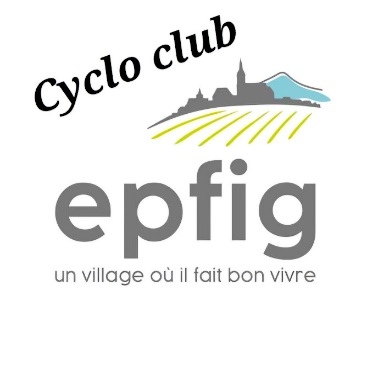 Cyclo club
epfig
un village où il fait bon vivre